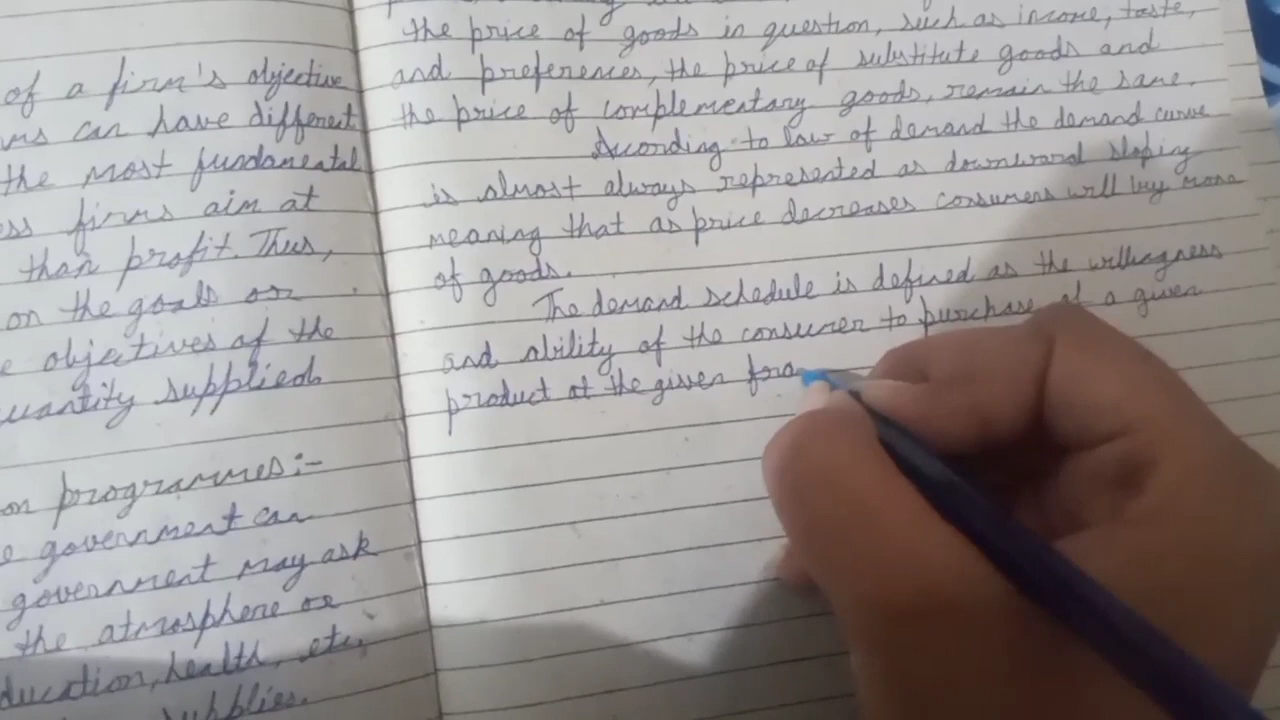 of a firm's objective
can have different
the most fundamental
firms aim at
than profit. Thus,
on the goals or
objectives of the
quantity supplied
on programmes:-
government can
government may ask
the atmosphere or
education, health, etc.
supplies.
the price of goods in question, such as income, taste,
and preferences, the price of substitute goods and
the price of complementary goods, remain the same.
According to law of demand the demand curve
is almost always represented as downward sloping
meaning that as price decreases consumers will buy more
of goods.
The demand schedule is defined as the willingness
and ability of the consumer to purchase at a given
product at the given fra